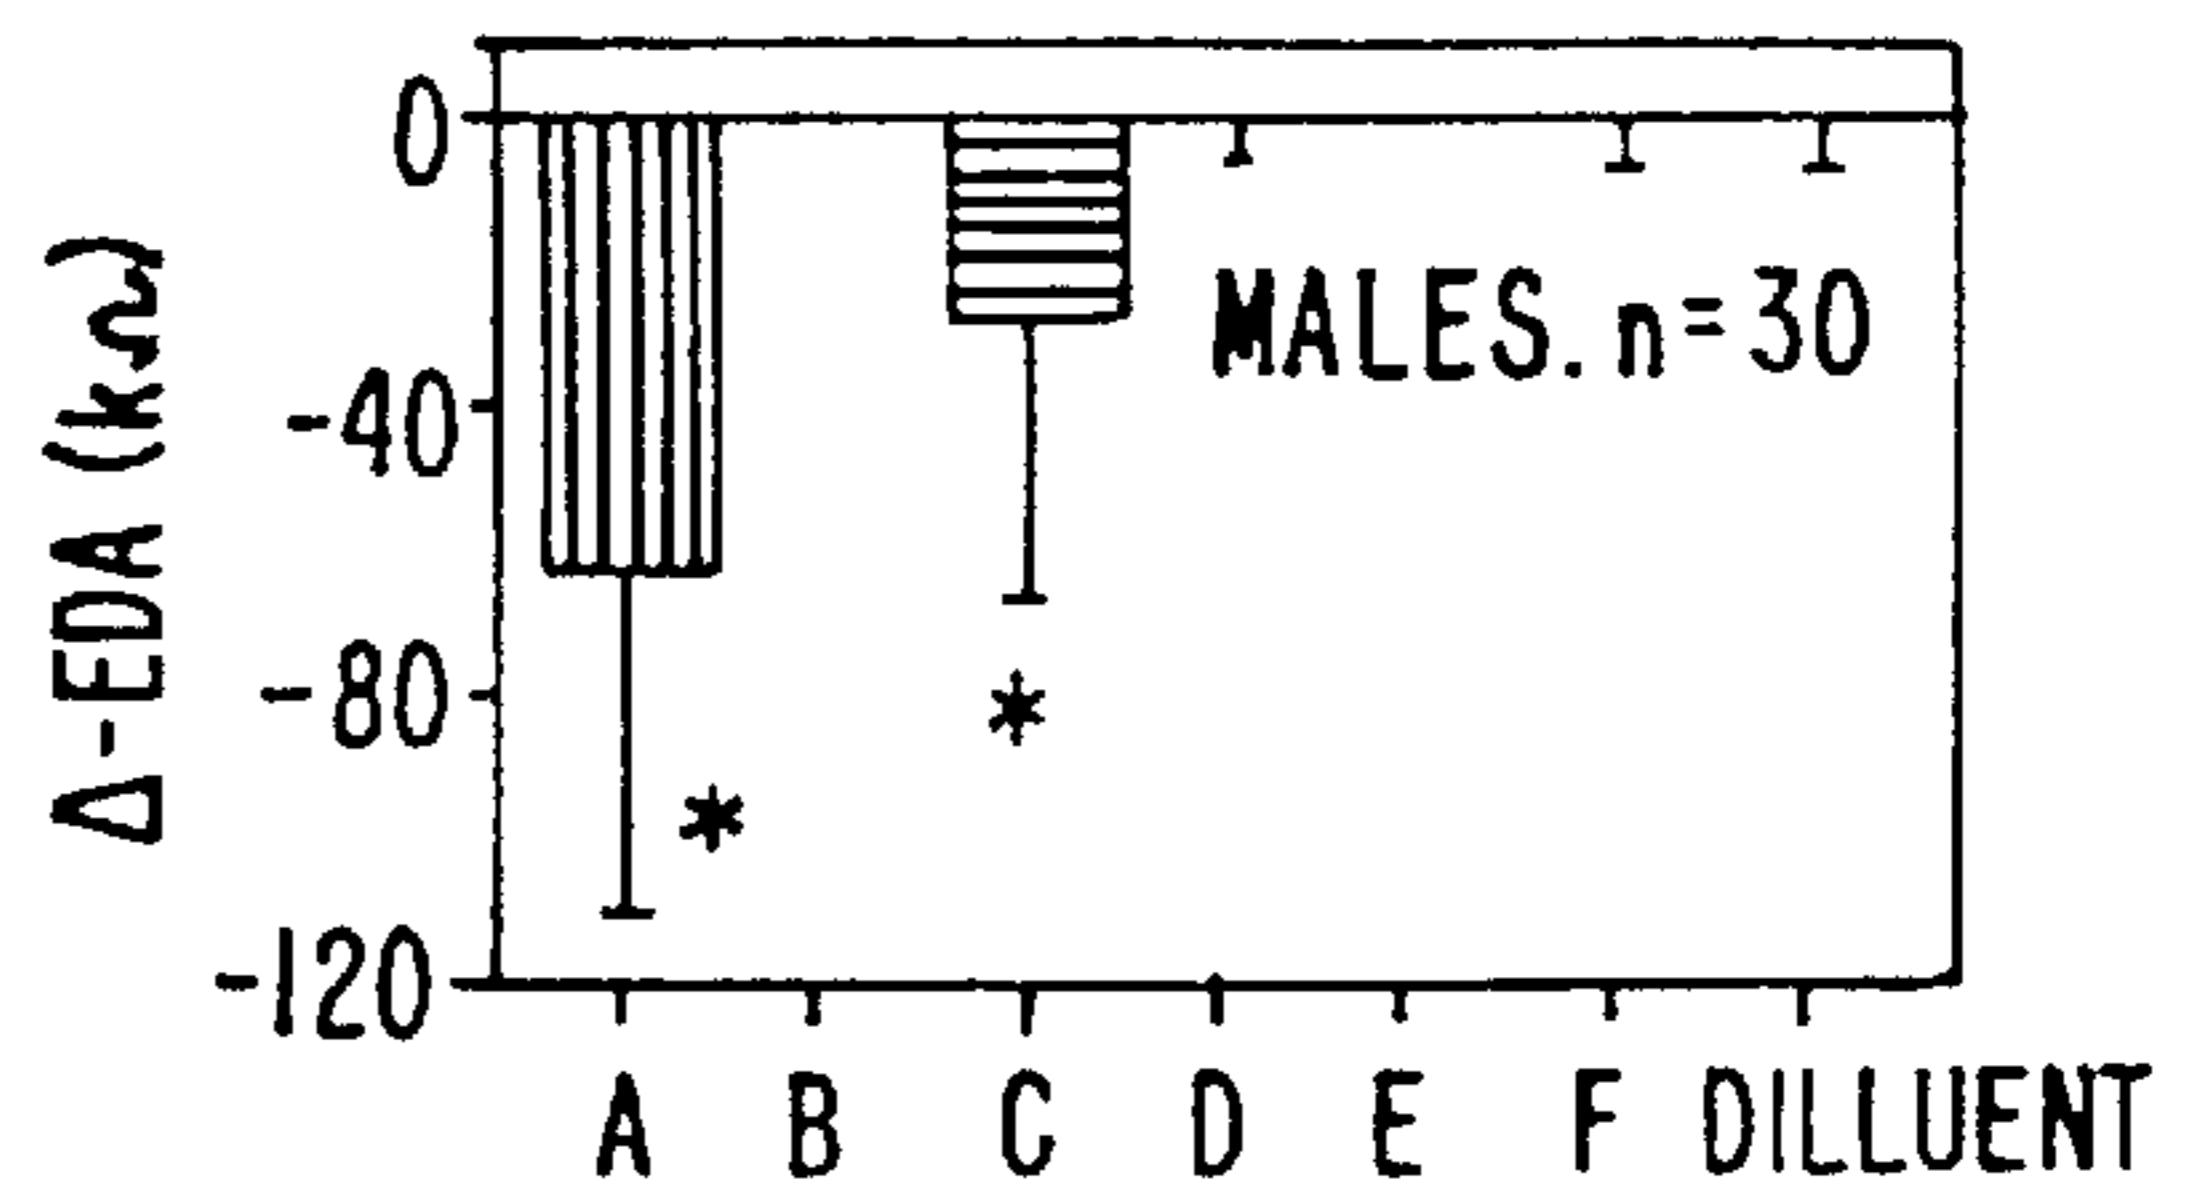 Δ-EDA (kΩ)
0
-40
-80
-120
MALES. n=30
*
*
A B C D E F DILLUENT